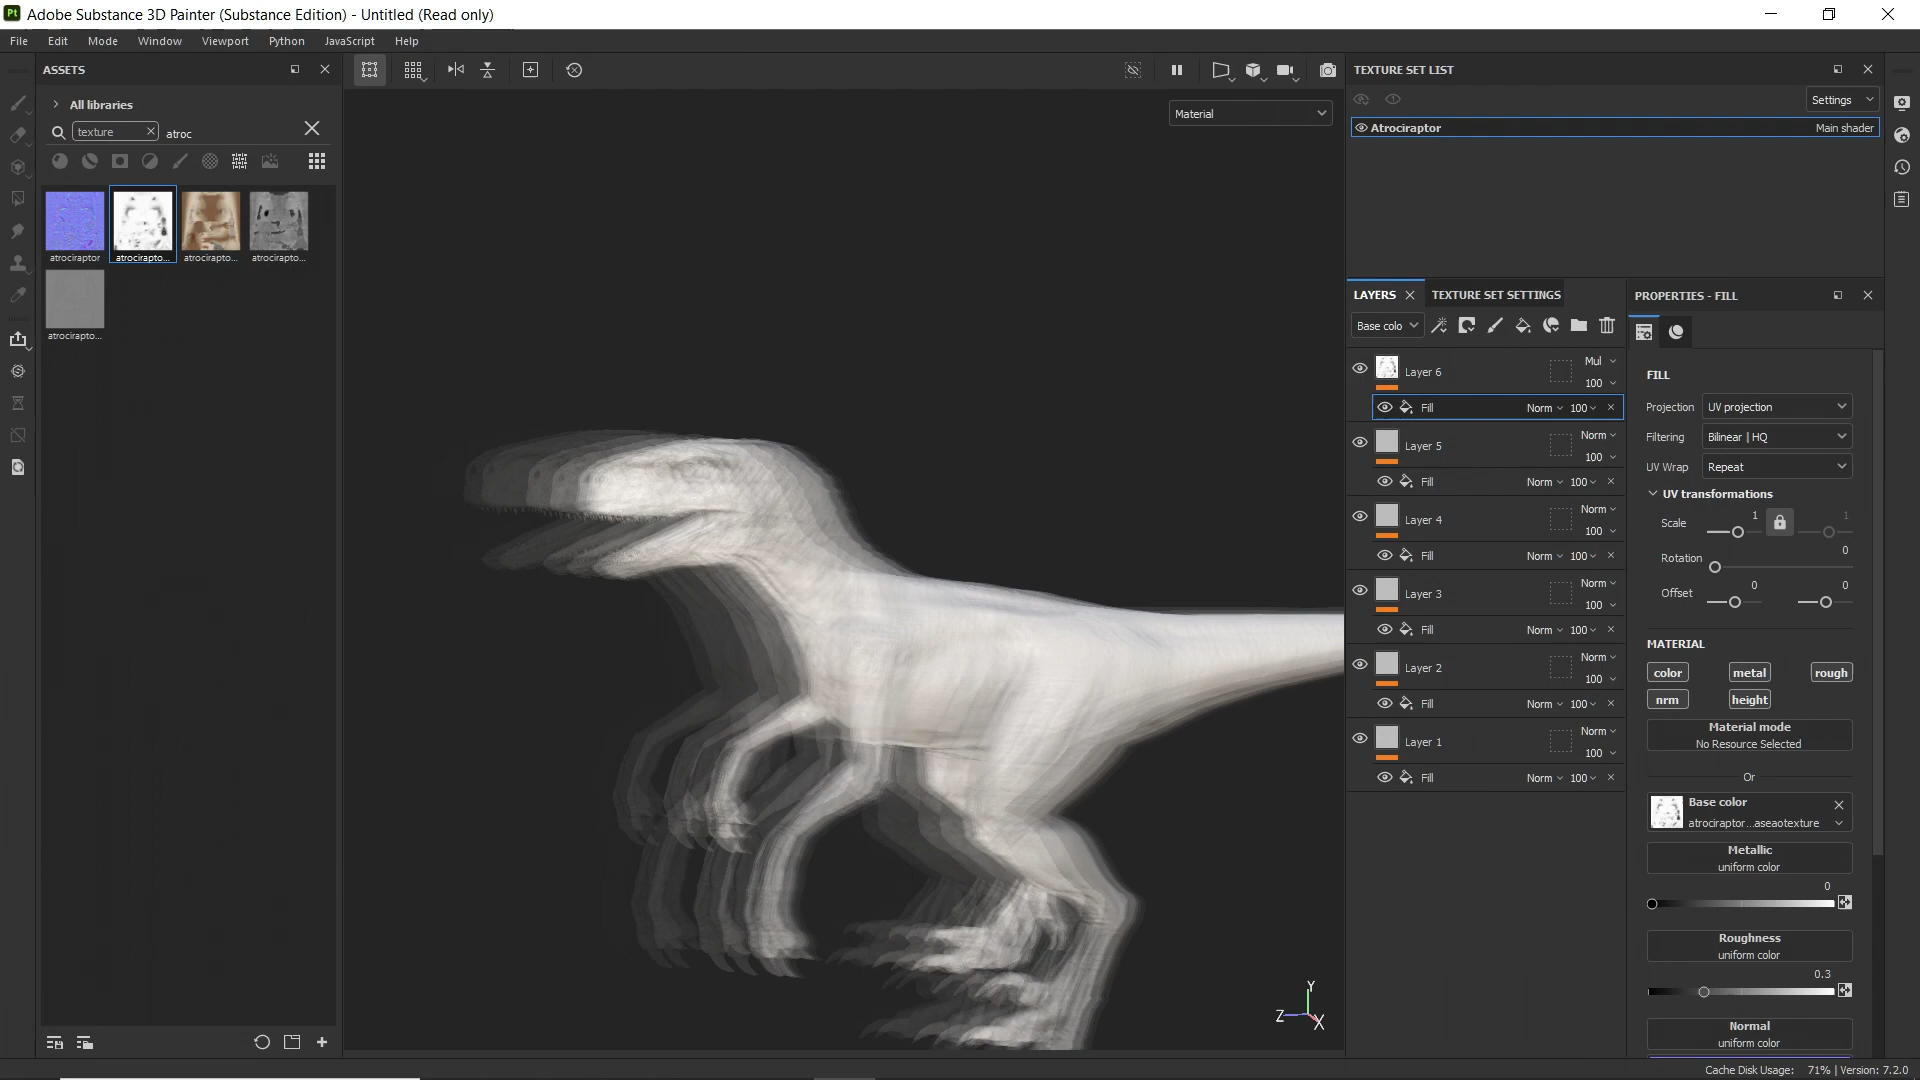 Pt Adobe Substance 3D Painter (Substance Edition) - Untitled (Read only)
File Edit Mode Window Viewport Python JavaScript Help
ASSETS
All libraries
texture atroc
atrociraptor
atrocirapto...
atrocirapto...
atrocirapto...
atrocirapto...
Material
Y
Z
X
TEXTURE SET LIST
Settings
Atrociraptor Main shader
LAYERS
TEXTURE SET SETTINGS
Base colo
Layer 6 Mul
100
Fill Norm 100
Layer 5 Norm
100
Fill Norm 100
Layer 4 Norm
100
Fill Norm 100
Layer 3 Norm
100
Fill Norm 100
Layer 2 Norm
100
Fill Norm 100
Layer 1 Norm
100
Fill Norm 100
PROPERTIES - FILL
FILL
Projection UV projection
Filtering Bilinear | HQ
UV Wrap Repeat
UV transformations
Scale 1 1
Rotation 0
Offset 0 0
MATERIAL
color metal rough
nrm height
Material mode
No Resource Selected
Or
Base color
atrociraptor...aseaotexture
Metallic
uniform color
0
Roughness
uniform color
0.3
Normal
uniform color
Cache Disk Usage: 71% | Version: 7.2.0